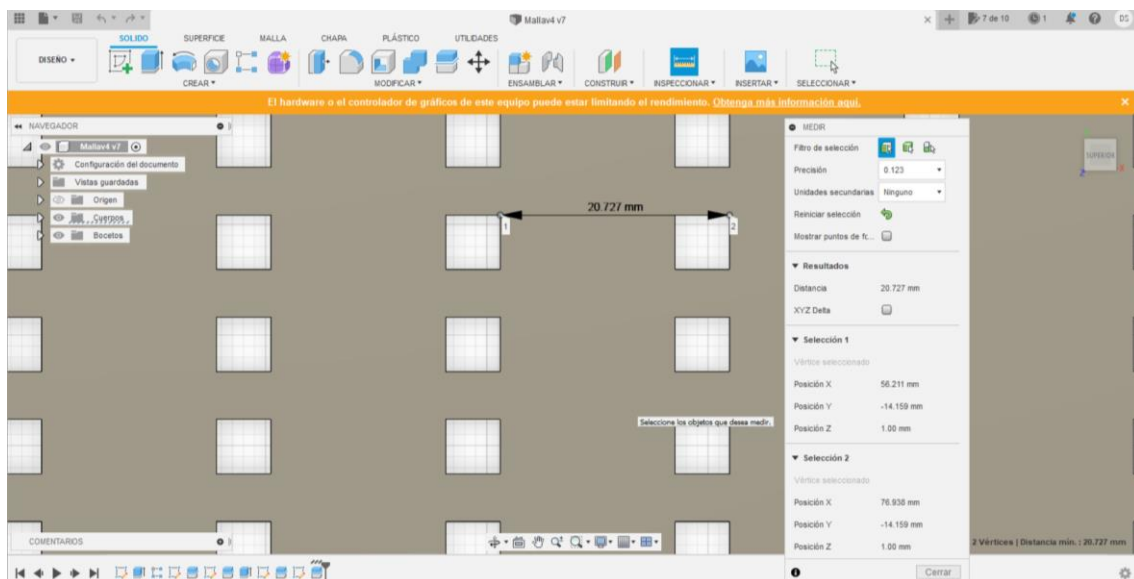 Mallav4 v7
7 de 10
1
DS
DISEÑO
SOLIDO
SUPERFICIE
MALLA
CHAPA
PLÁSTICO
UTILIDADES
CREAR
MODIFICAR
ENSAMBLAR
CONSTRUIR
INSPECCIONAR
INSERTAR
SELECCIONAR
El hardware o el controlador de gráficos de este equipo puede estar limitando el rendimiento. Obtenga más información aquí.
NAVEGADOR
Mallav4 v7
Configuración del documento
Vistas guardadas
Origen
Cuerpos
Bocetos
20.727 mm
1
2
Seleccione los objetos que desea medir.
SUPERIOR
X
Z
MEDIR
Filtro de selección
Precisión 0.123
Unidades secundarias Ninguno
Reiniciar selección
Mostrar puntos de fc...
Resultados
Distancia 20.727 mm
XYZ Delta
Selección 1
Vértice seleccionado
Posición X 56.211 mm
Posición Y -14.159 mm
Posición Z 1.00 mm
Selección 2
Vértice seleccionado
Posición X 76.938 mm
Posición Y -14.159 mm
Posición Z 1.00 mm
Cerrar
COMENTARIOS
2 Vértices | Distancia mín. : 20.727 mm